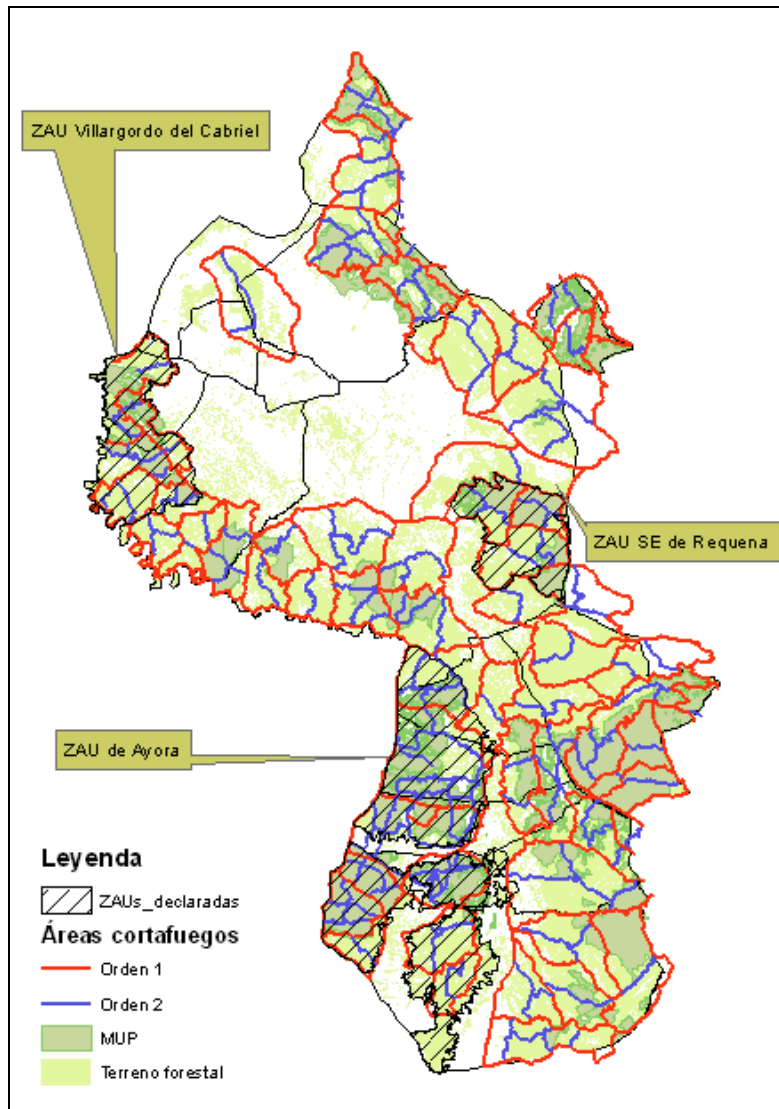 ZAU Villargordo del Cabriel
ZAU SE de Requena
ZAU de Ayora
Leyenda
ZAUs_declaradas
Áreas cortafuegos
Orden 1
Orden 2
MUP
Terreno forestal